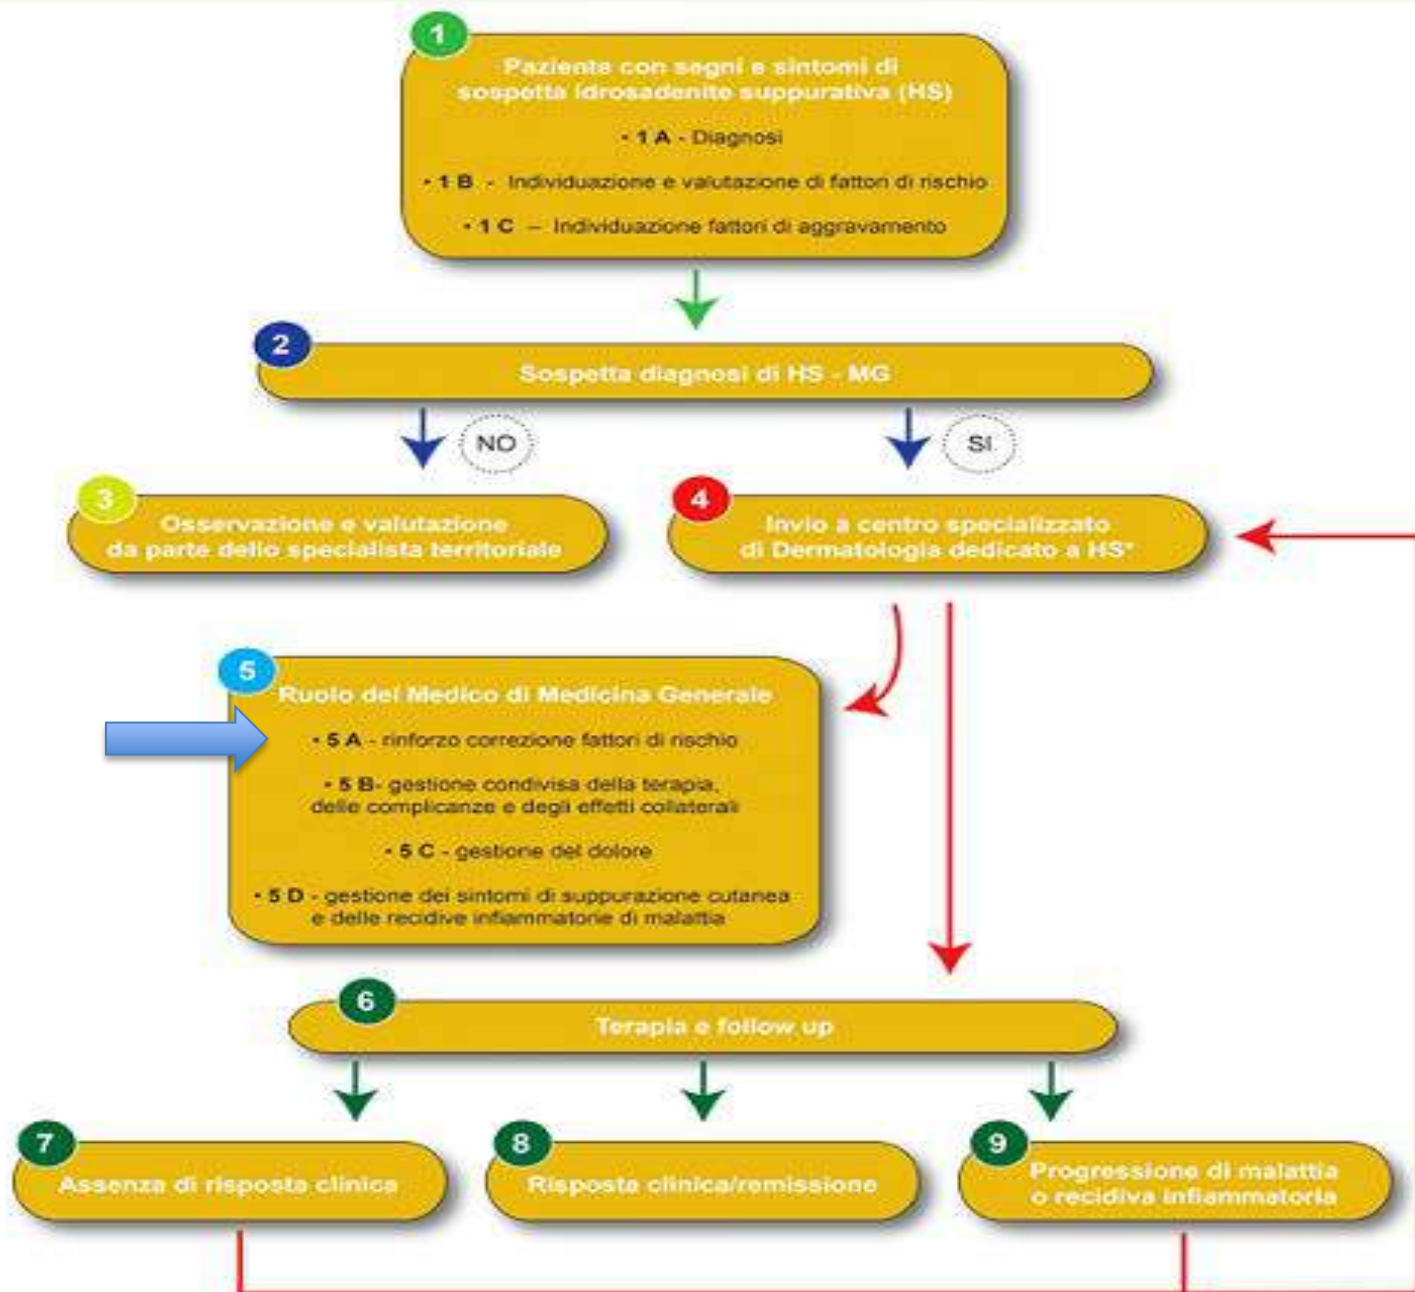 1
Paziente con segni e sintomi di
sospetta idrosadenite suppurativa (HS)
• 1 A - Diagnosi
• 1 B - Individuazione e valutazione di fattori di rischio
• 1 C – Individuazione fattori di aggravamento
2
Sospetta diagnosi di HS - MG
NO
SI
3
Osservazione e valutazione
da parte dello specialista territoriale
4
Invio a centro specializzato
di Dermatologia dedicato a HS*
5
Ruolo del Medico di Medicina Generale
• 5 A - rinforzo correzione fattori di rischio
• 5 B- gestione condivisa della terapia,
delle complicanze e degli effetti collaterali
• 5 C - gestione del dolore
• 5 D - gestione dei sintomi di suppurazione cutanea
e delle recidive infiammatorie di malattia
6
Terapia e follow up
7
Assenza di risposta clinica
8
Risposta clinica/remissione
9
Progressione di malattia
o recidiva infiammatoria